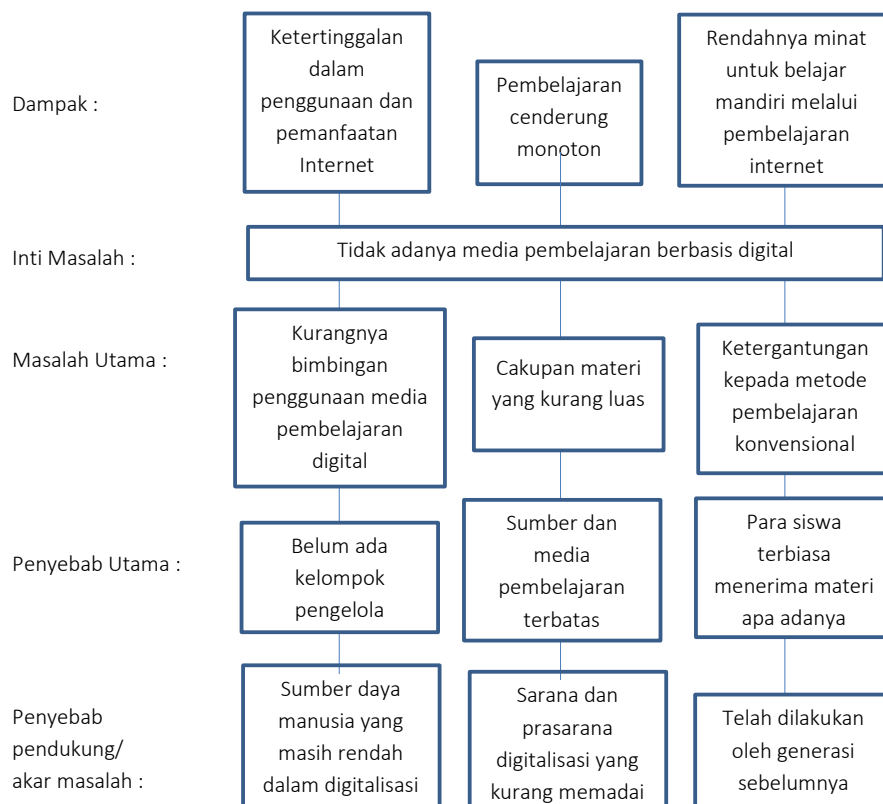 Dampak :
Ketertinggalan
dalam
penggunaan dan
pemanfaatan
Internet
Pembelajaran
cenderung
monoton
Rendahnya minat
untuk belajar
mandiri melalui
pembelajaran
internet
Inti Masalah :
Tidak adanya media pembelajaran berbasis digital
Masalah Utama :
Kurangnya
bimbingan
penggunaan media
pembelajaran
digital
Cakupan materi
yang kurang luas
Ketergantungan
kepada metode
pembelajaran
konvensional
Penyebab Utama :
Belum ada
kelompok
pengelola
Sumber dan
media
pembelajaran
terbatas
Para siswa
terbiasa
menerima materi
apa adanya
Penyebab
pendukung/
akar masalah :
Sumber daya
manusia yang
masih rendah
dalam digitalisasi
Sarana dan
prasarana
digitalisasi yang
kurang memadai
Telah dilakukan
oleh generasi
sebelumnya